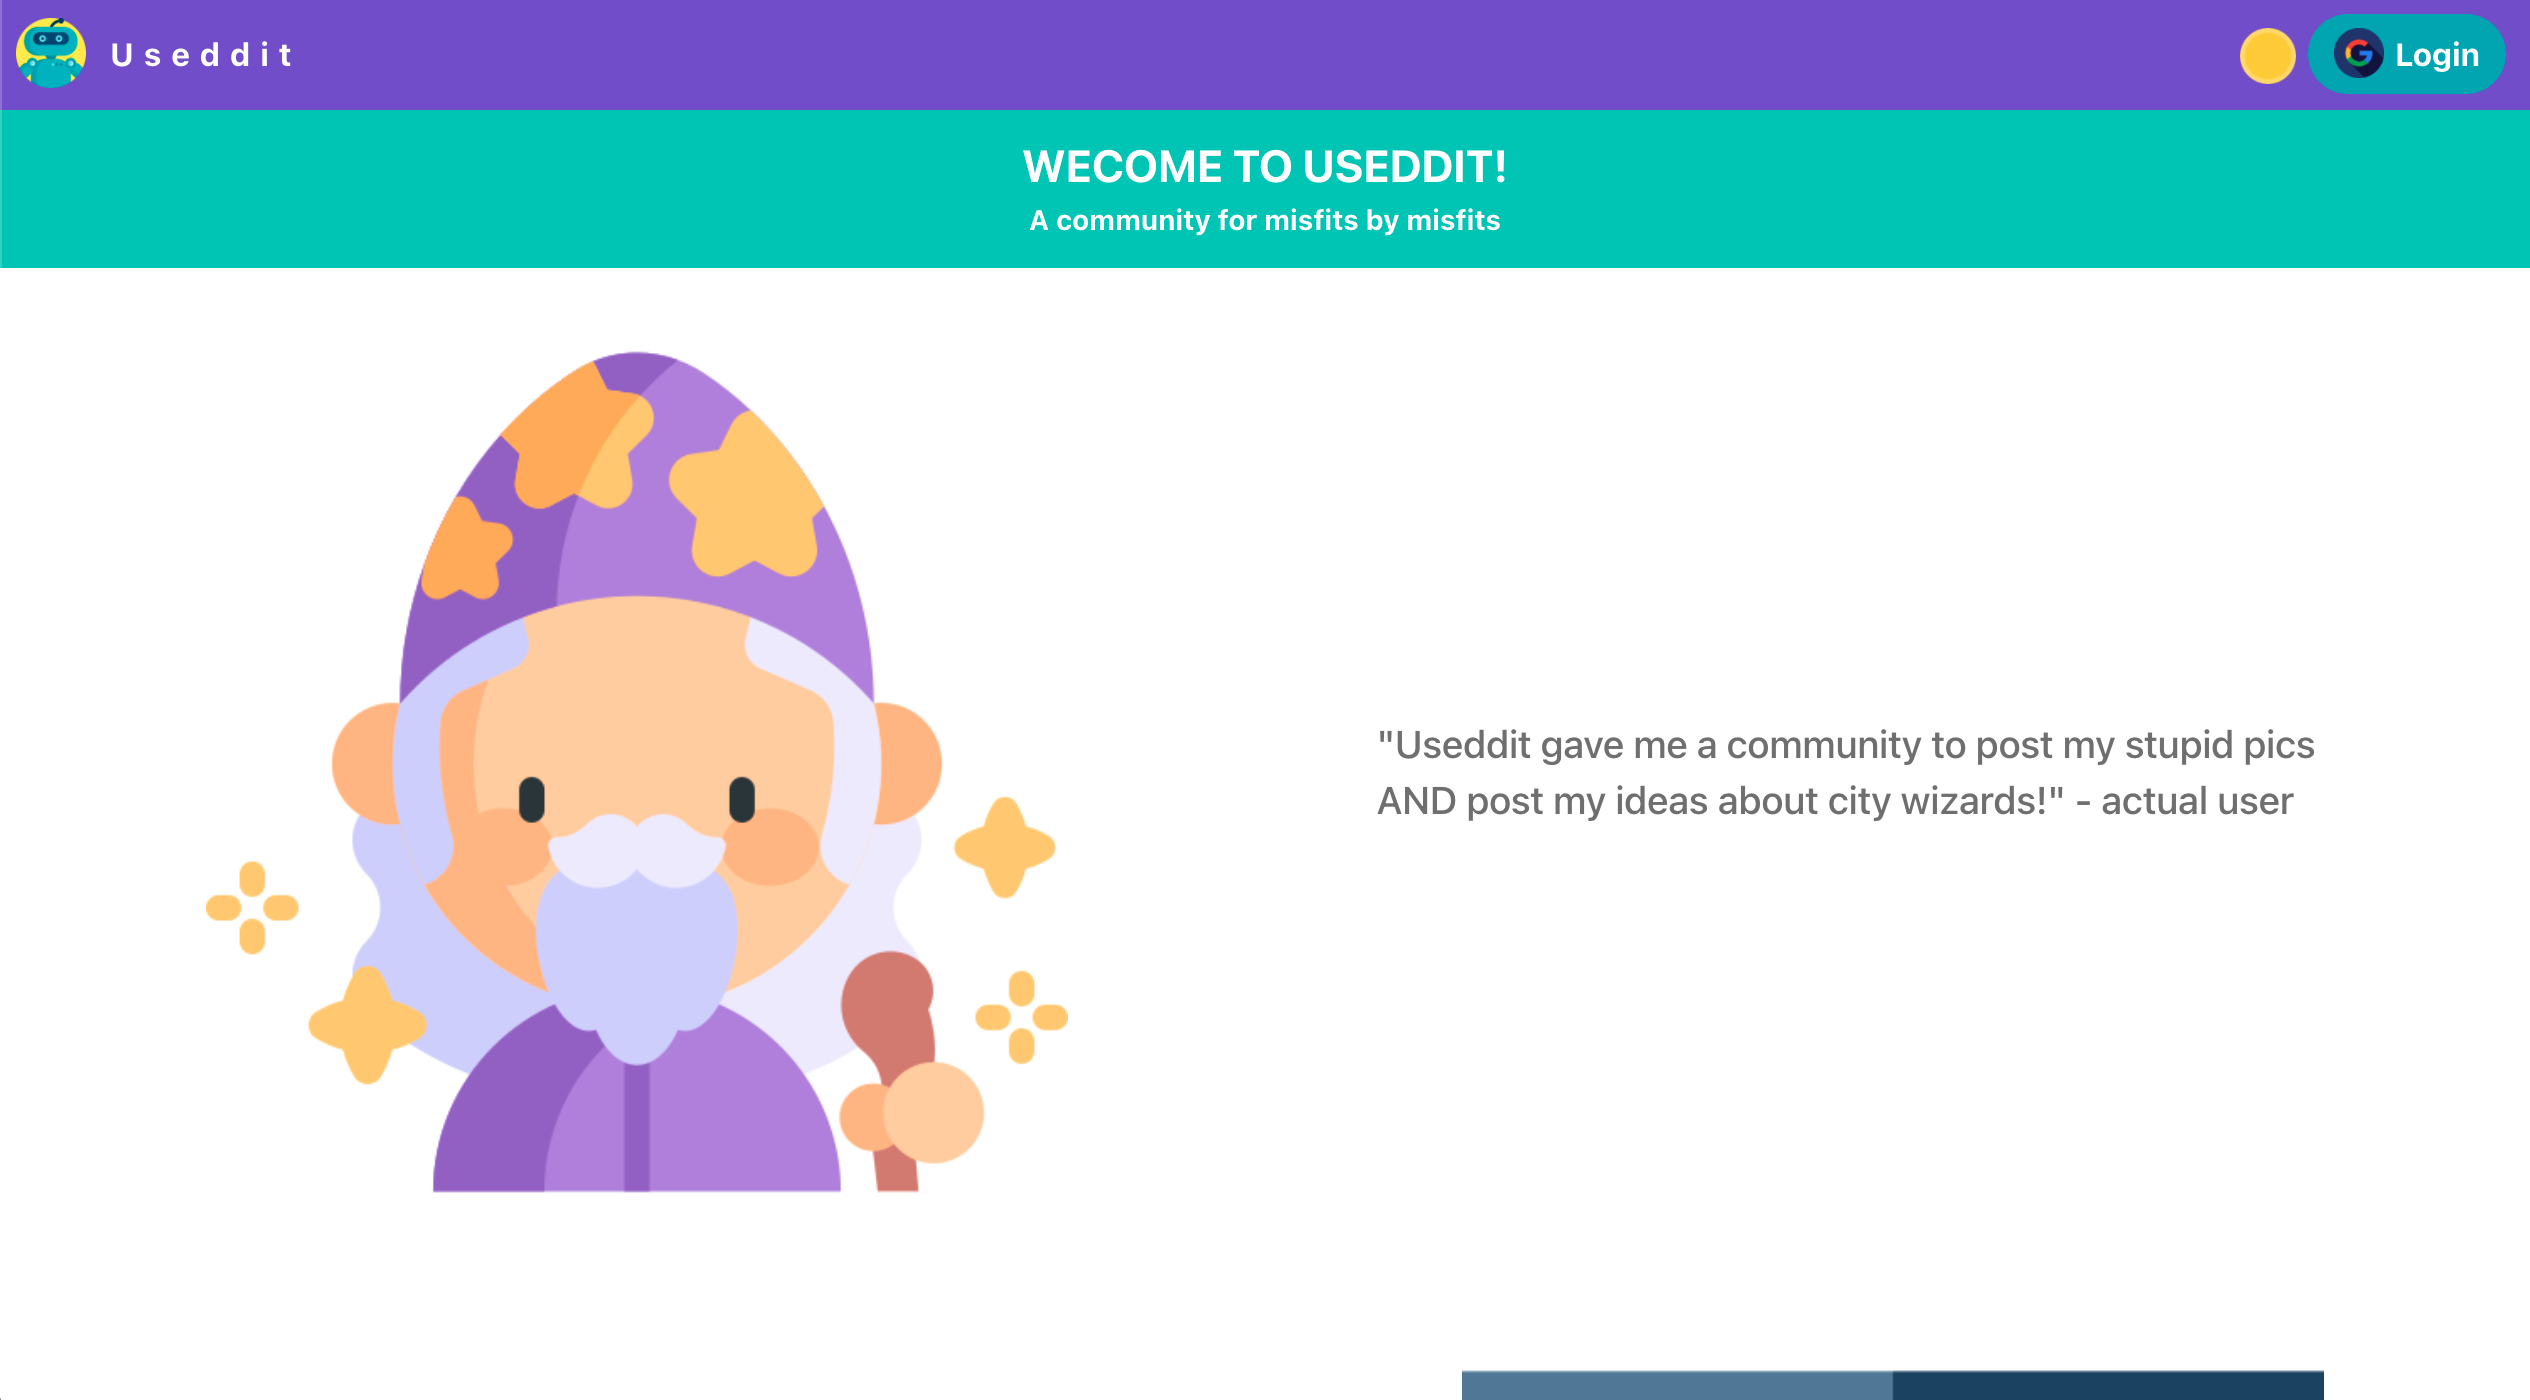 Useddit
Login
WECOME TO USEDDIT!
A community for misfits by misfits
"Useddit gave me a community to post my stupid pics
AND post my ideas about city wizards!" - actual user